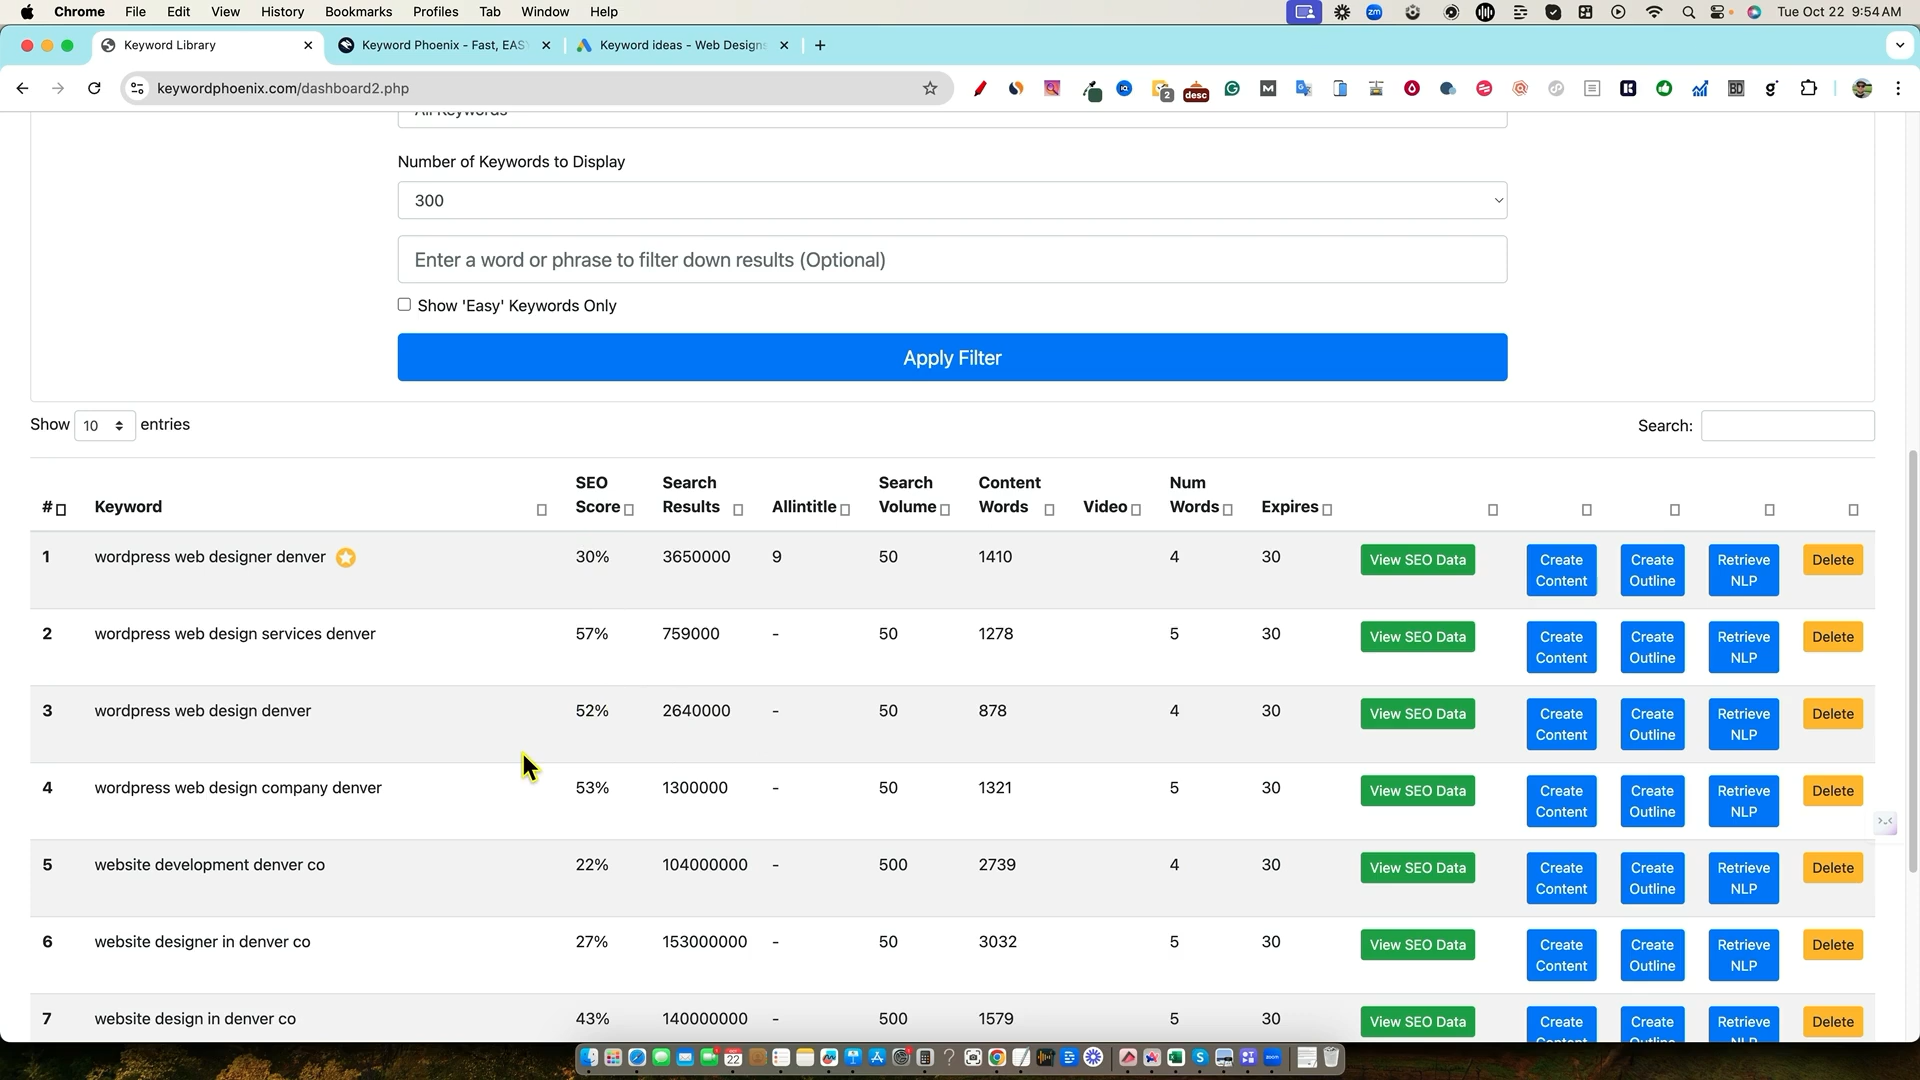 Chrome File Edit View History Bookmarks Profiles Tab Window Help
Tue Oct 22 9:54 AM
Keyword Library
Keyword Phoenix - Fast, EAS
Keyword ideas - Web Design
keywordphoenix.com/dashboard2.php
All Keywords
Number of Keywords to Display
300
Enter a word or phrase to filter down results (Optional)
Show 'Easy' Keywords Only
Apply Filter
Show 10 entries
Search:
# Keyword SEO Score Search Results Allintitle Search Volume Content Words Video Num Words Expires
1 wordpress web designer denver 30% 3650000 9 50 1410 4 30 View SEO Data Create Content Create Outline Retrieve NLP Delete
2 wordpress web design services denver 57% 759000 - 50 1278 5 30 View SEO Data Create Content Create Outline Retrieve NLP Delete
3 wordpress web design denver 52% 2640000 - 50 878 4 30 View SEO Data Create Content Create Outline Retrieve NLP Delete
4 wordpress web design company denver 53% 1300000 - 50 1321 5 30 View SEO Data Create Content Create Outline Retrieve NLP Delete
5 website development denver co 22% 104000000 - 500 2739 4 30 View SEO Data Create Content Create Outline Retrieve NLP Delete
6 website designer in denver co 27% 153000000 - 50 3032 5 30 View SEO Data Create Content Create Outline Retrieve NLP Delete
7 website design in denver co 43% 140000000 - 500 1579 5 30 View SEO Data Create Create Retrieve Delete